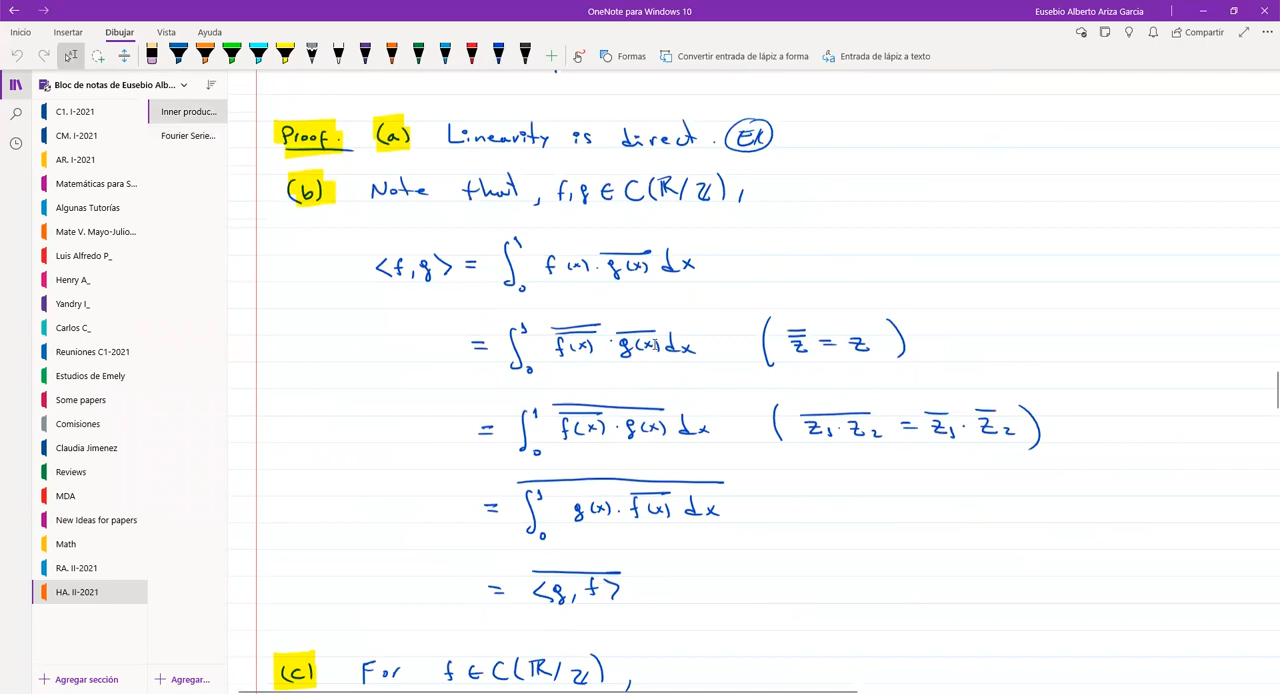 OneNote para Windows 10
Eusebio Alberto Ariza Garcia
Inicio Insertar Dibujar Vista Ayuda
Compartir
Formas Convertir entrada de lápiz a forma Entrada de lápiz a texto
Bloc de notas de Eusebio Alb...
C1. I-2021
CM. I-2021
AR. I-2021
Matemáticas para S...
Algunas Tutorías
Mate V. Mayo-Julio...
Luis Alfredo P_
Henry A_
Yandry I_
Carlos C_
Reuniones C1-2021
Estudios de Emely
Some papers
Comisiones
Claudia Jimenez
Reviews
MDA
New Ideas for papers
Math
RA. II-2021
HA. II-2021
Agregar sección
Inner produc...
Fourier Serie...
Agregar...
Proof. (a) Linearity is direct. (EX)
(b) Note that, f,g ∈ C(ℝ/ℤ),
<f,g> = ∫₀¹ f(x)·\overline{g(x)} dx
= ∫₀¹ \overline{\overline{f(x)}}·\overline{g(x)} dx (\overline{\overline{z}} = z)
= ∫₀¹ \overline{\overline{f(x)}·g(x)} dx (\overline{z₁·z₂} = \overline{z₁}·\overline{z₂})
= \overline{∫₀¹ g(x)·\overline{f(x)} dx}
= \overline{<g,f>}
(c) For f ∈ C(ℝ/ℤ),